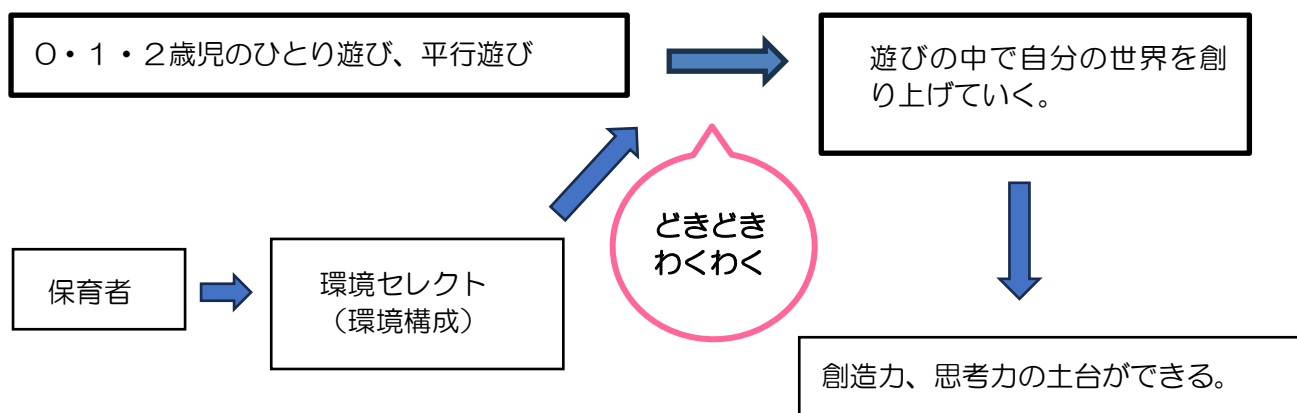 ０・１・２歳児のひとり遊び、平行遊び
遊びの中で自分の世界を創
り上げていく。
どきどき
わくわく
保育者
環境セレクト
（環境構成）
創造力、思考力の土台ができる。